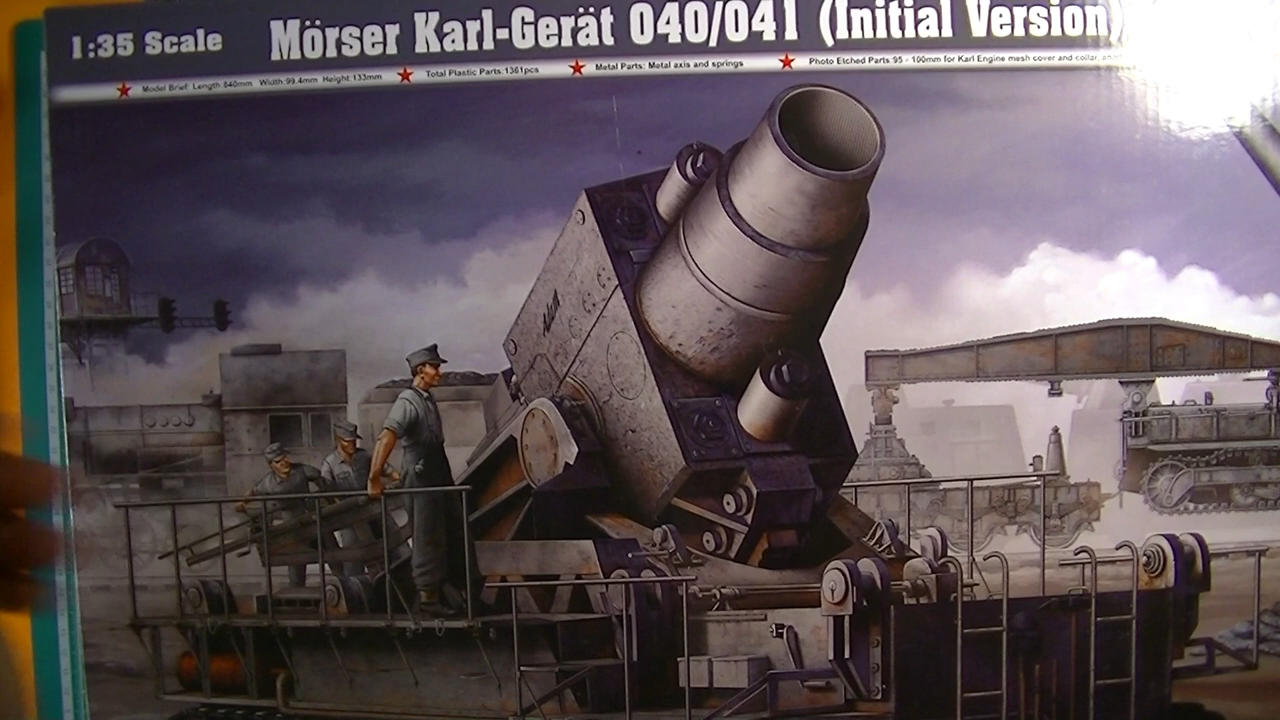 1:35 Scale
Mörser Karl-Gerät 040/041 (Initial Version)
Model Brief: Length:640mm Width:99.4mm Height:133mm
Total Plastic Parts:1361pcs
Metal Parts: Metal axis and springs
Photo Etched Parts:95 - 100mm for Karl Engine mesh cover and collar,